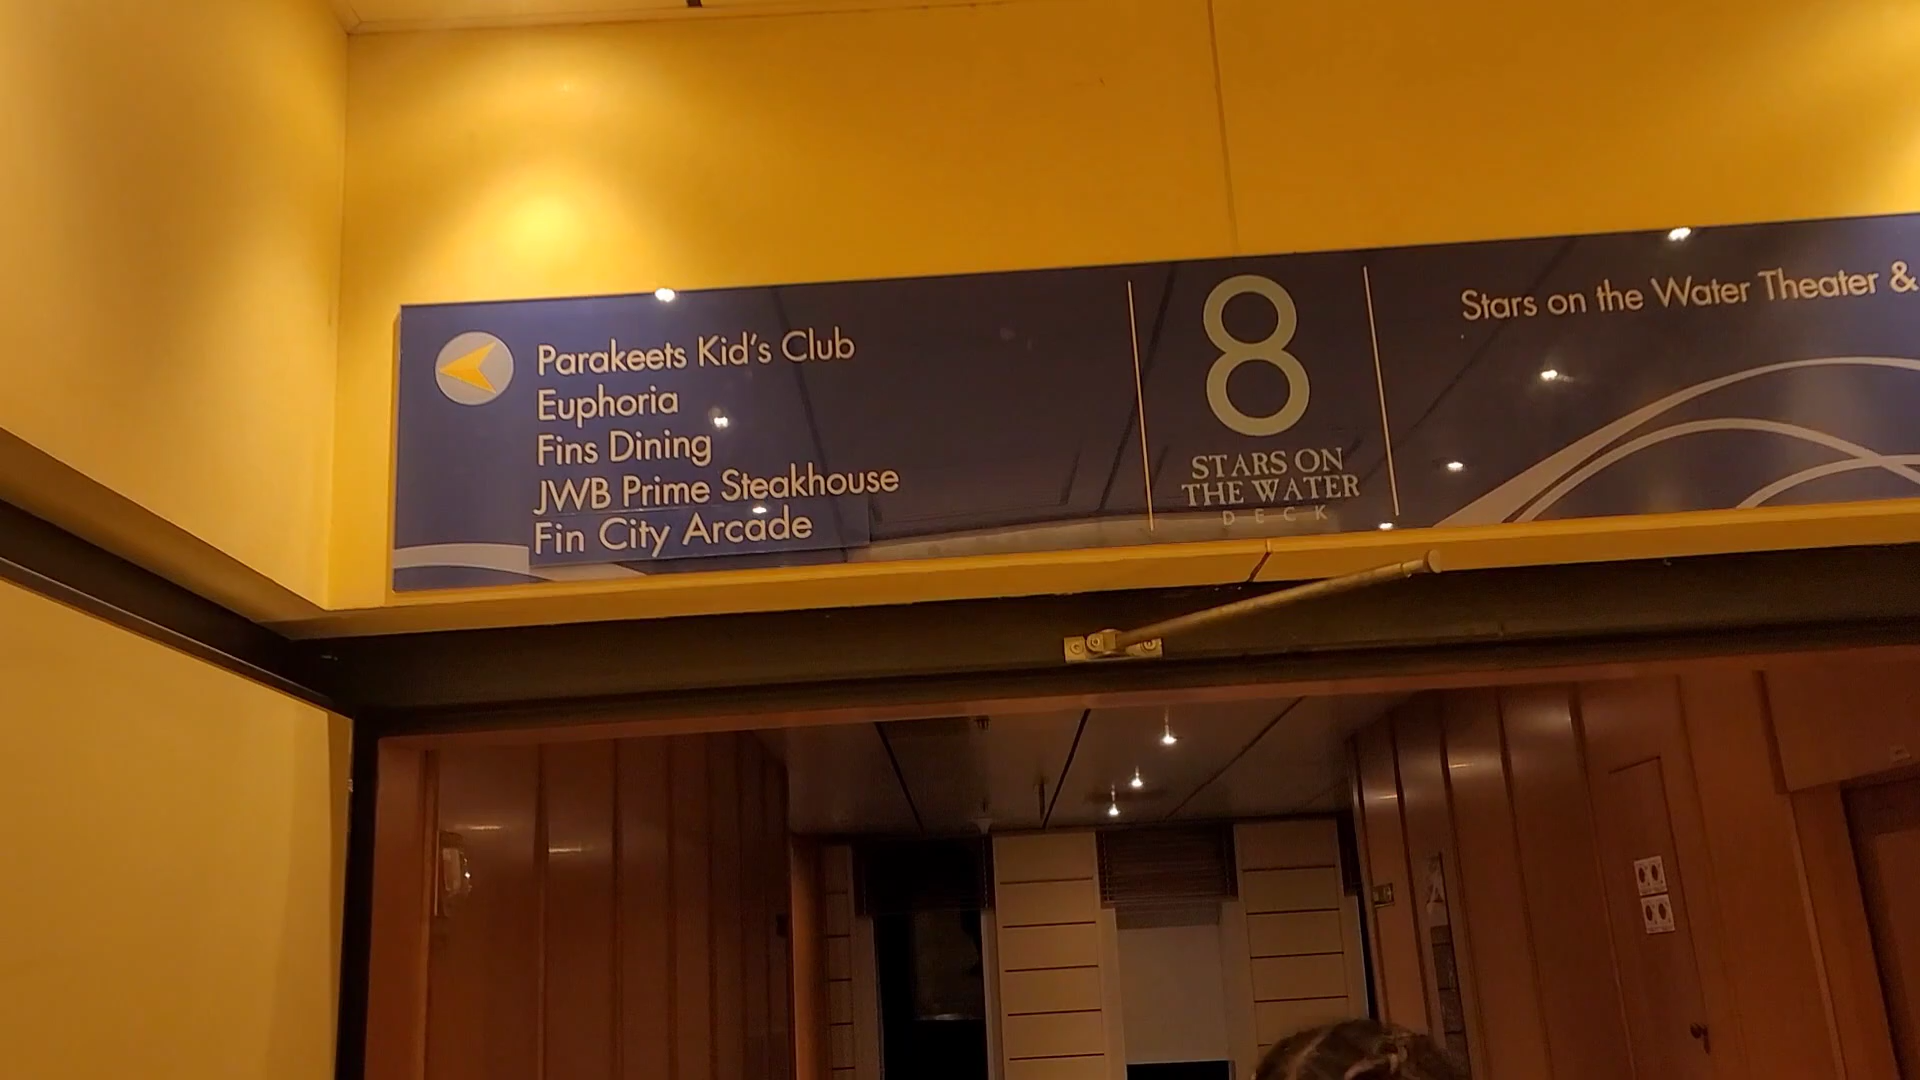 Parakeets Kid's Club
Euphoria
Fins Dining
JWB Prime Steakhouse
Fin City Arcade
8
STARS ON
THE WATER
DECK
Stars on the Water Theater &